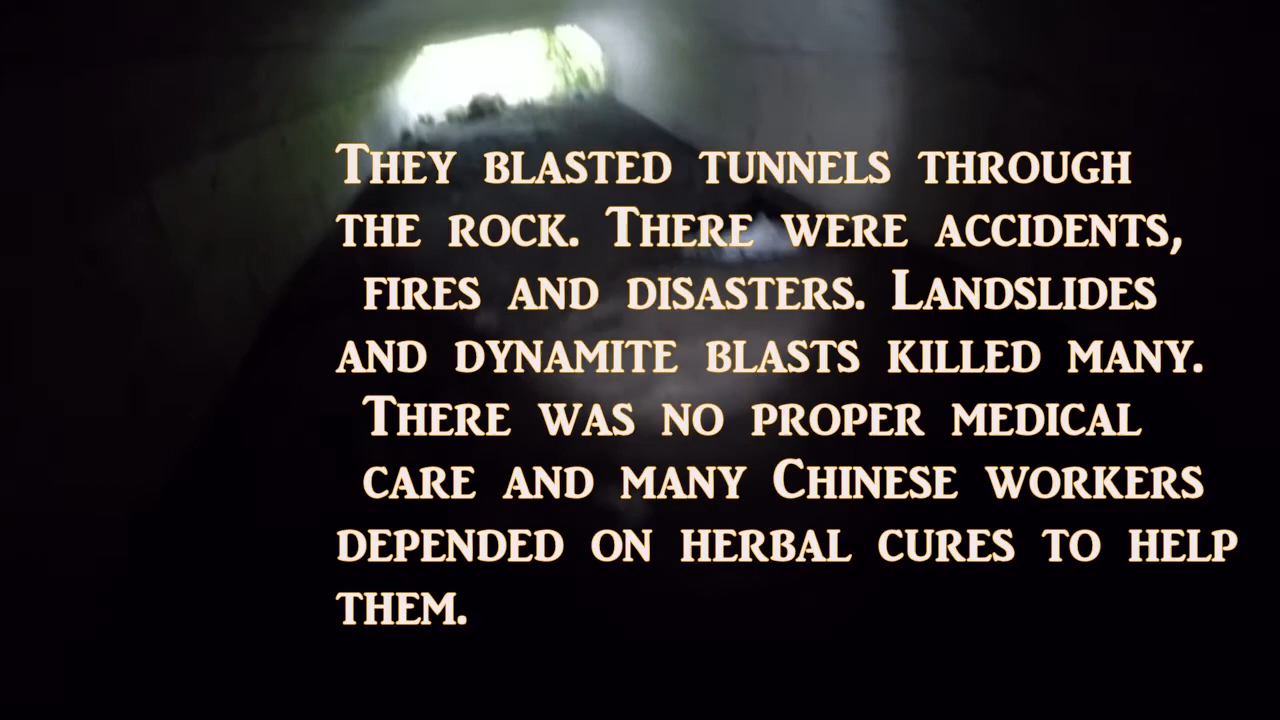 They blasted tunnels through
the rock. There were accidents,
fires and disasters. Landslides
and dynamite blasts killed many.
There was no proper medical
care and many Chinese workers
depended on herbal cures to help
them.